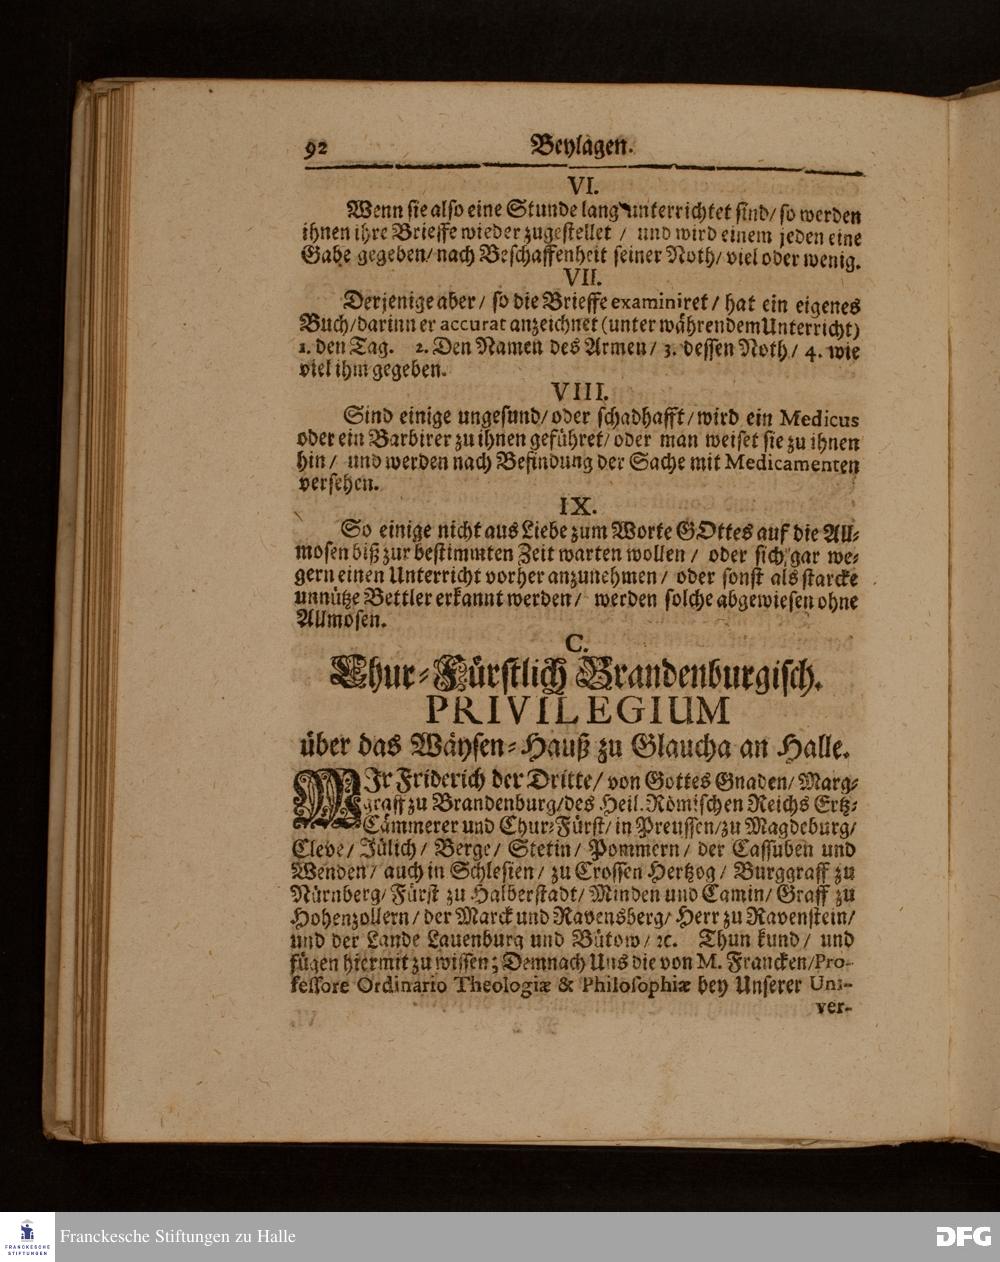 92 Beylagen.
VI.
Wenn sie also eine Stunde lang unterrichtet sind/ so werden
ihnen ihre Brieffe wieder zugestellet / und wird einem jeden eine
Gabe gegeben/ nach Beschaffenheit seiner Noth/ viel oder wenig.
VII.
Derjenige aber/ so die Brieffe examiniret/ hat ein eigenes
Buch/darinn er accurat anzeichnet (unter währendem Unterricht)
1. den Tag. 2. Den Namen des Armen/ 3. dessen Noth/ 4. wie
viel ihm gegeben.
VIII.
Sind einige ungesund/ oder schadhafft/ wird ein Medicus
oder ein Barbirer zu ihnen geführet/ oder man weiset sie zu ihnen
hin/ und werden nach Befindung der Sache mit Medicamenten
versehen.
IX.
So einige nicht aus Liebe zum Worte GOttes auf die All-
mosen biß zur bestimmten Zeit warten wollen/ oder sich gar we-
gern einen Unterricht vorher anzunehmen/ oder sonst als starcke
unnütze Bettler erkannt werden/ werden solche abgewiesen ohne
Allmosen.
C.
Chur-Fürstlich Brandenburgisch.
PRIVILEGIUM
über das Wäysen-Hauß zu Glaucha an Halle.
WIr Friderich der Dritte/ von Gottes Gnaden/ Marg-
graff zu Brandenburg/des Heil. Römischen Reichs Ertz-
Cämmerer und Chur-Fürst/ in Preussen/zu Magdeburg/
Cleve/ Jülich/ Berge/ Stetin/ Pommern/ der Cassuben und
Wenden/ auch in Schlesien/ zu Crossen Hertzog/ Burggraff zu
Nürnberg/ Fürst zu Halberstadt/ Minden und Camin/ Graff zu
Hohenzollern/ der Marck und Ravensberg/ Herr zu Ravenstein/
und der Lande Lauenburg und Bütow/ ꝛc. Thun kund/ und
fügen hiermit zu wissen; Demnach Uns die von M. Francken/Pro-
fessore Ordinario Theologiæ & Philosophiæ bey Unserer Uni-
ver-
FRANCKESCHE
STIFTUNGEN
Franckesche Stiftungen zu Halle
DFG